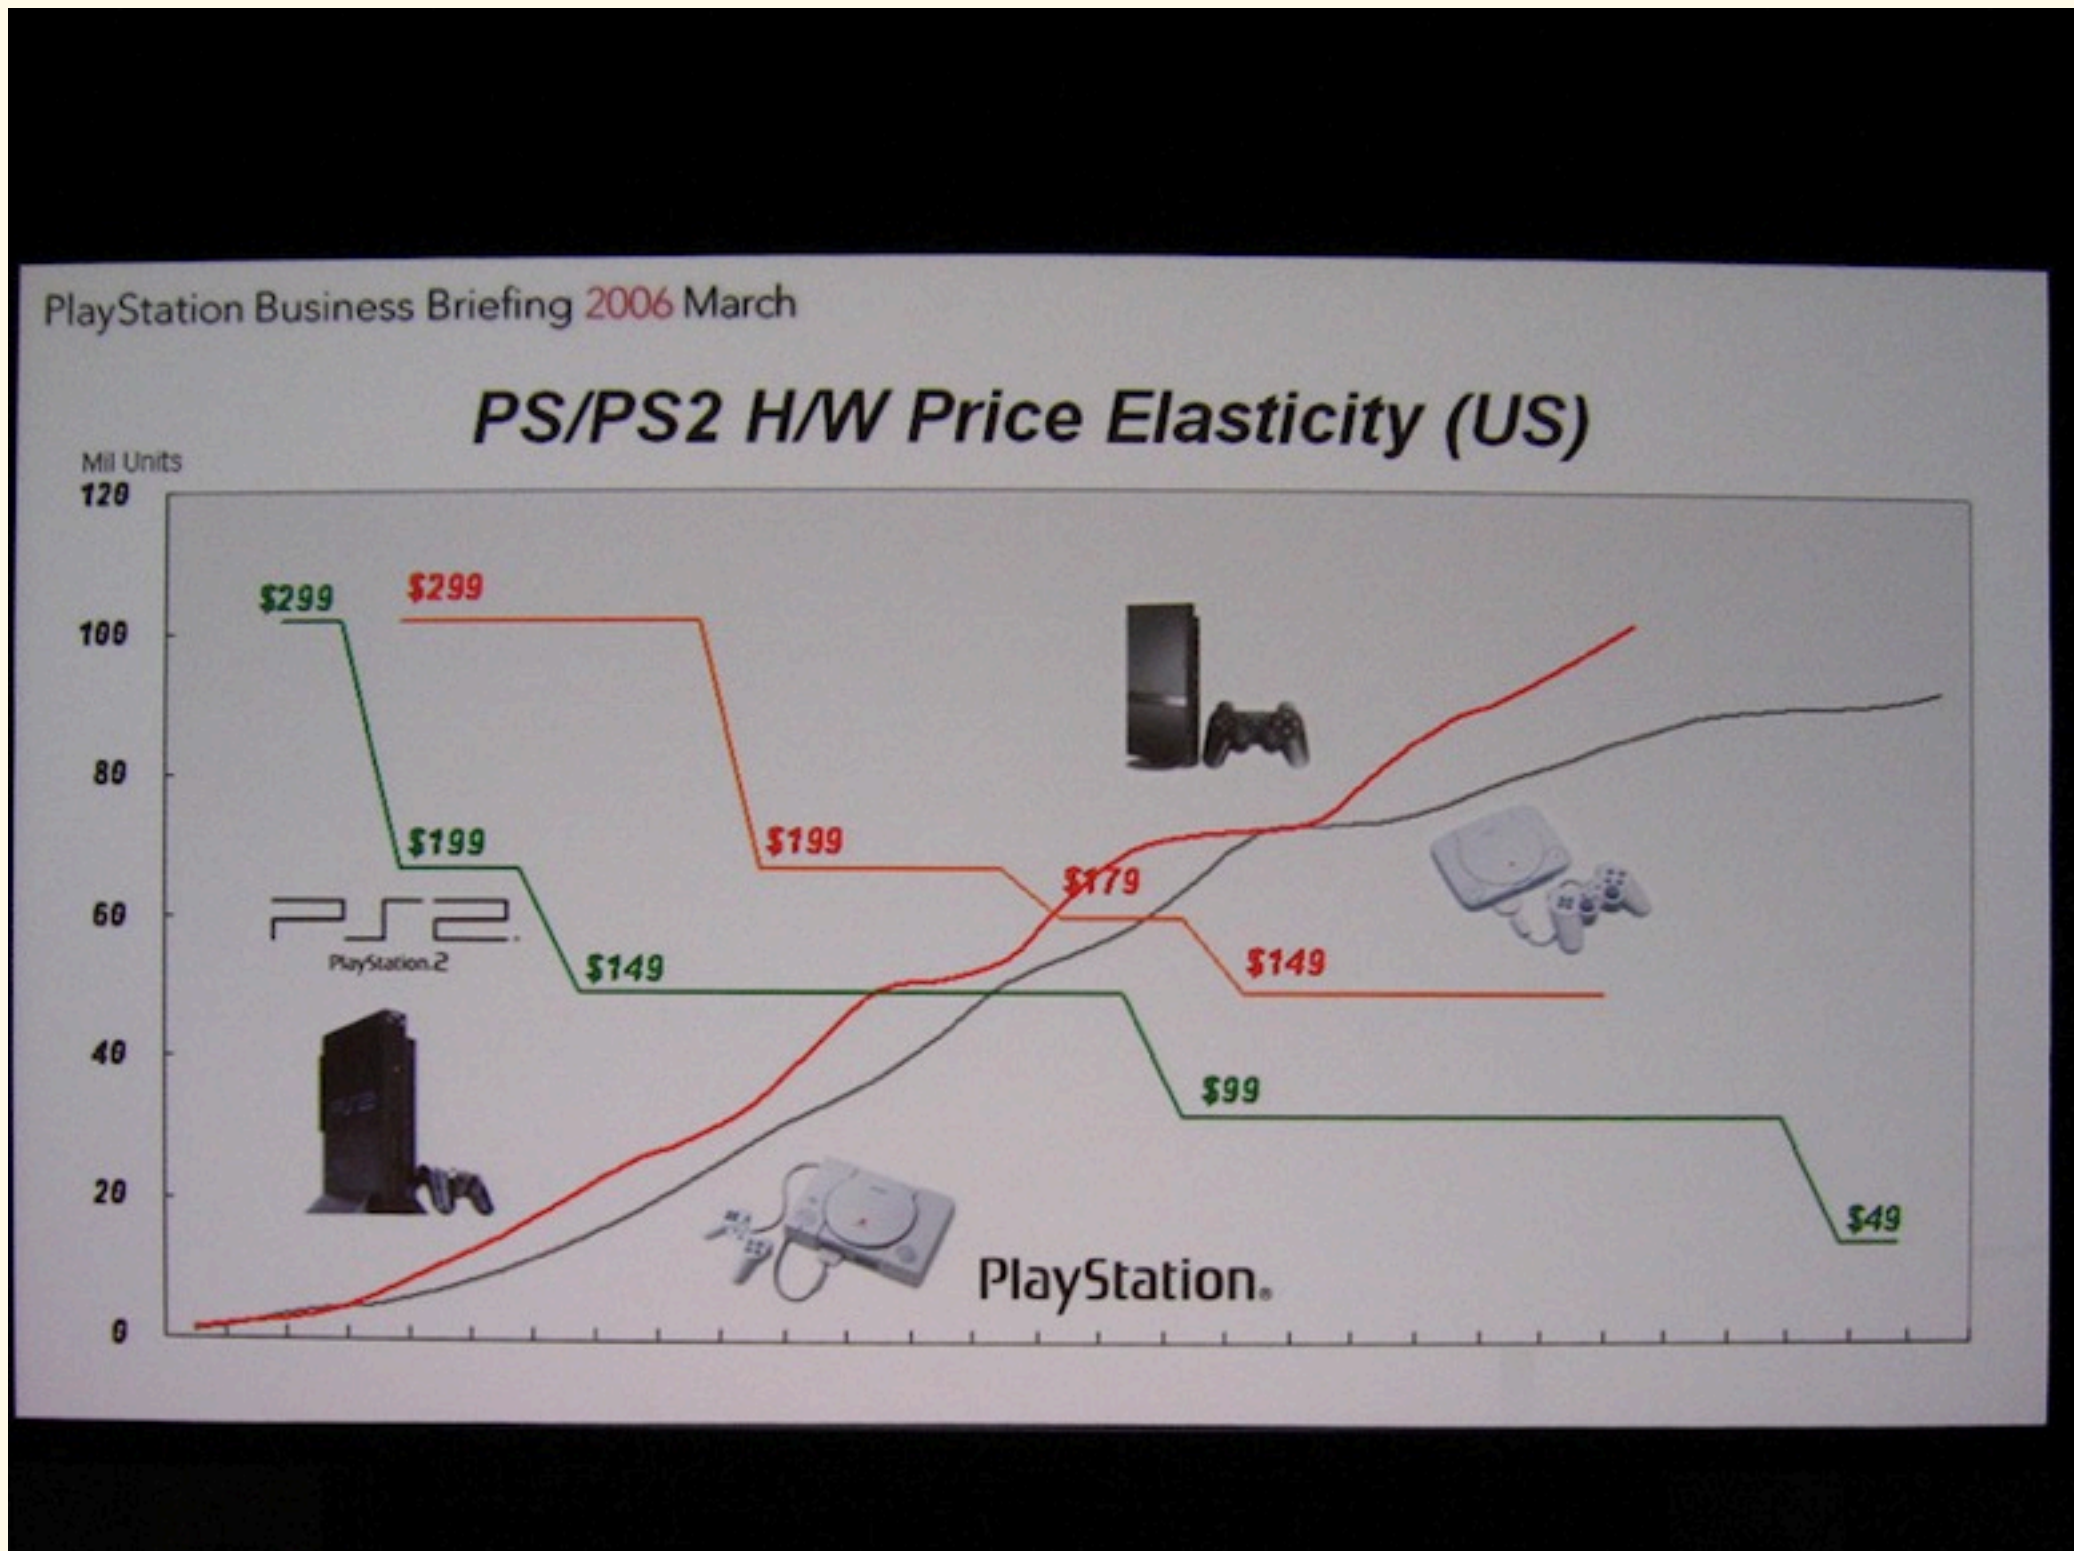 PlayStation Business Briefing 2006 March
PS/PS2 H/W Price Elasticity (US)
Mil Units
120
100
80
60
40
20
0
$299
$299
$199
$199
$179
$149
$149
$99
$49
PS2
PlayStation.2
PS2
PlayStation®